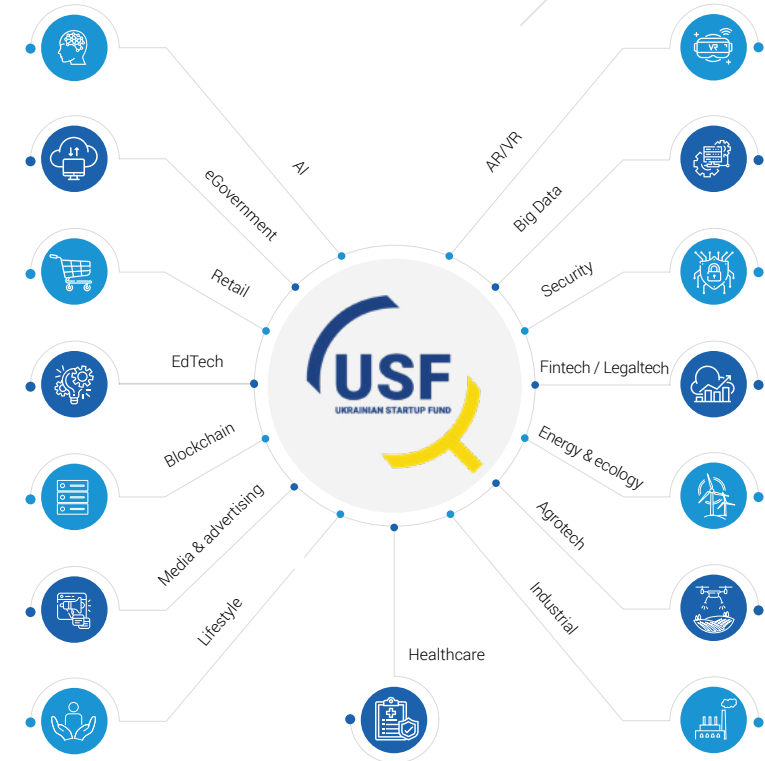 VR
AI
AR/VR
eGovernment
Big Data
Retail
Security
EdTech
Fintech / Legaltech
USF
UKRAINIAN STARTUP FUND
Blockchain
Energy & ecology
Media & advertising
Agrotech
Lifestyle
Industrial
Healthcare